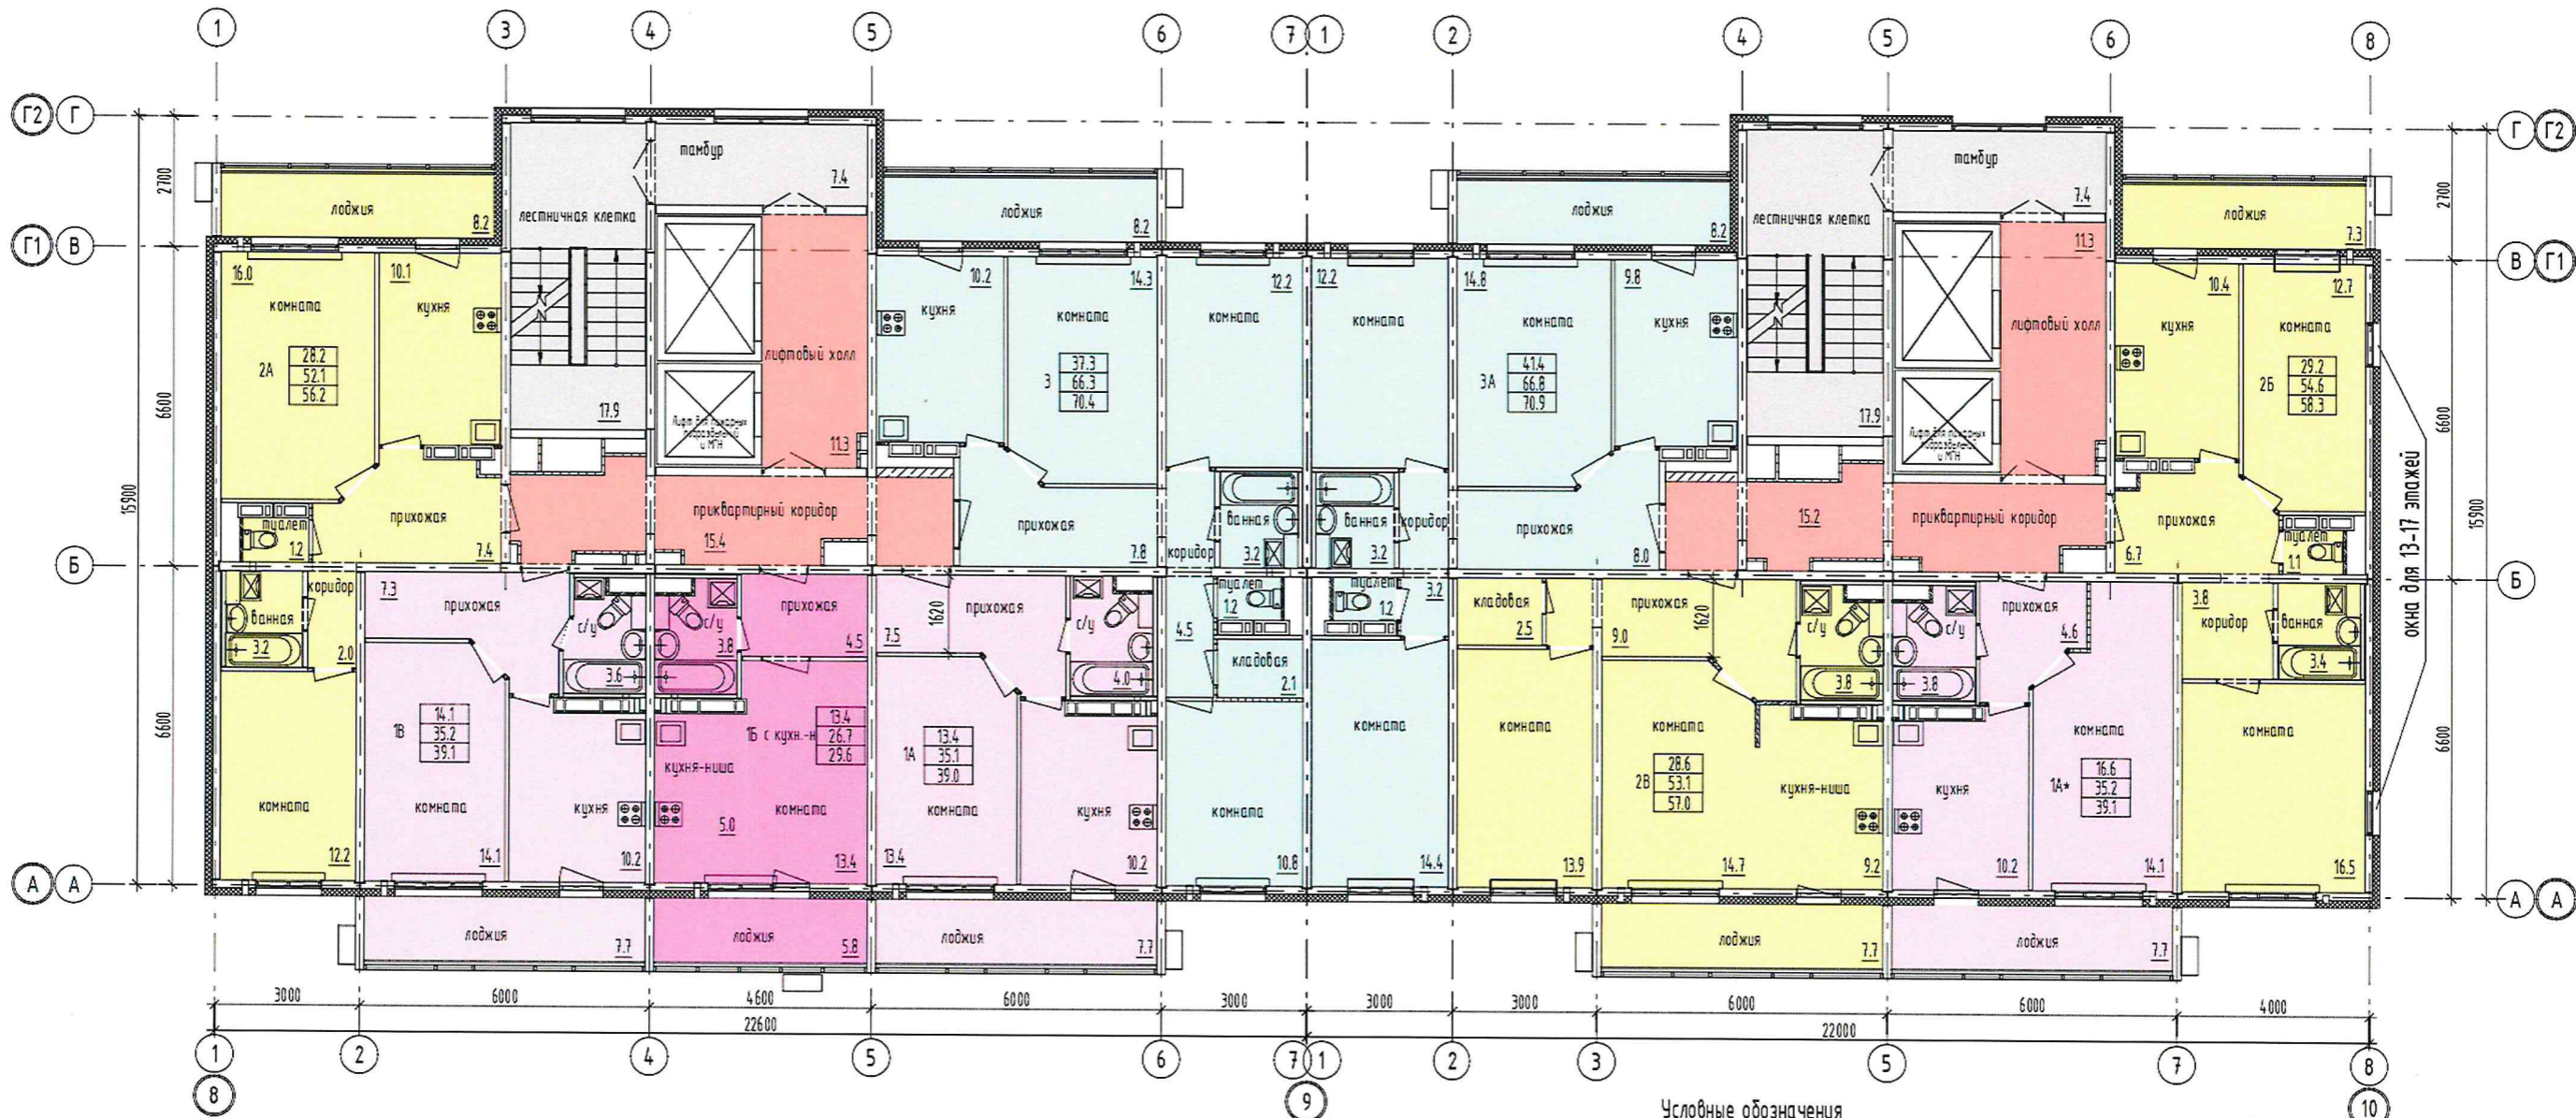 1 3 4 5 6 7 1 2 4 5 6 8
Г2 Г
Г Г2
тамбур
7.4
тамбур
7.4
2700
2700
лоджия
8.2
лестничная клетка
лоджия
8.2
лоджия
8.2
лестничная клетка
лоджия
7.3
Г1 В
В Г1
16.0
комната
2А
28.2
52.1
56.2
10.1
кухня
17.9
Лифт для пожарных
подразделений
и МГН
лифтовый холл
11.3
10.2
кухня
14.3
комната
3
37.3
66.3
70.4
12.2
комната
12.2
комната
14.8
комната
3А
41.4
66.8
70.9
9.8
кухня
17.9
Лифт для пожарных
подразделений
и МГН
11.3
лифтовый холл
10.4
кухня
12.7
комната
2Б
29.2
54.6
58.3
6600
15900
6600
15900
окна для 13-17 этажей
туалет
1.2
прихожая
7.4
приквартирный коридор
15.4
прихожая
7.8
коридор
ванная
3.2
ванная
3.2
коридор
прихожая
8.0
15.2
приквартирный коридор
прихожая
6.7
туалет
1.1
Б
Б
ванная
3.2
коридор
2.0
7.3
прихожая
с/у
3.6
с/у
3.8
прихожая
4.5
7.5
1620
прихожая
с/у
4.0
4.5
туалет
1.2
кладовая
2.1
туалет
1.2
3.2
кладовая
2.5
прихожая
9.0
1620
с/у
3.8
с/у
3.8
прихожая
4.6
3.8
коридор
ванная
3.4
6600
6600
комната
12.2
1В
14.1
35.2
39.1
комната
14.1
кухня
10.2
1Б с кухн.-н
13.4
26.7
29.6
кухня-ниша
5.0
комната
13.4
1А
13.4
35.1
39.0
комната
13.4
кухня
10.2
комната
10.8
комната
14.4
комната
13.9
комната
2В
28.6
53.1
57.0
14.7
кухня-ниша
9.2
кухня
10.2
комната
1А*
16.6
35.2
39.1
14.1
комната
16.5
А А
А А
лоджия
7.7
лоджия
5.8
лоджия
7.7
лоджия
7.7
лоджия
7.7
3000 6000 4600 6000 3000 3000 3000 6000 6000 4000
22600 22000
1 2 4 5 6 7 1 2 3 5 7 8
8 9 10
Условные обозначения